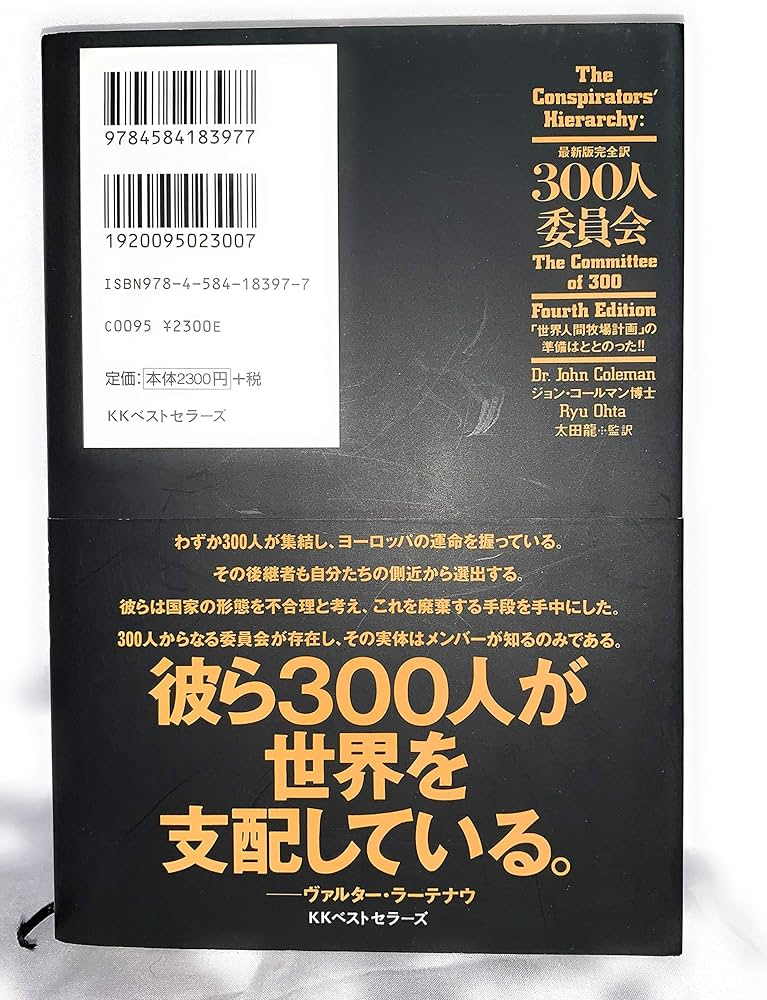 9784584183977
1920095023007
ISBN978-4-584-18397-7
C0095 ¥2300E
定価:本体2300円+税
KKベストセラーズ
The
Conspirators'
Hierarchy:
最新版完全訳
300人
委員会
The Committee
of 300
Fourth Edition
「世界人間牧場計画」の
準備はととのった!!
Dr. John Coleman
ジョン・コールマン博士
Ryu Ohta
太田龍÷監訳
わずか300人が集結し、ヨーロッパの運命を握っている。
その後継者も自分たちの側近から選出する。
彼らは国家の形態を不合理と考え、これを廃棄する手段を手中にした。
300人からなる委員会が存在し、その実体はメンバーが知るのみである。
彼ら300人が
世界を
支配している。
──ヴァルター・ラーテナウ
KKベストセラーズ